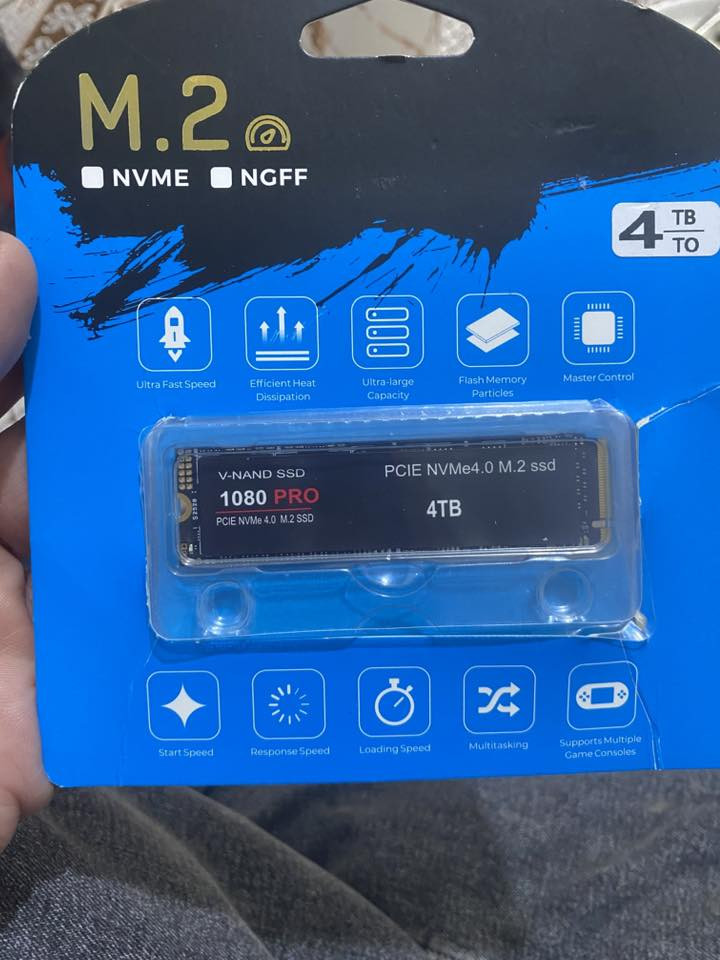 M.2
NVME NGFF
4 TB
TO
Ultra Fast Speed
Efficient Heat
Dissipation
Ultra-large
Capacity
Flash Memory
Particles
Master Control
V-NAND SSD
1080 PRO
PCIE NVMe 4.0 M.2 SSD
PCIE NVMe4.0 M.2 ssd
4TB
Start Speed
Response Speed
Loading Speed
Multitasking
Supports Multiple
Game Consoles